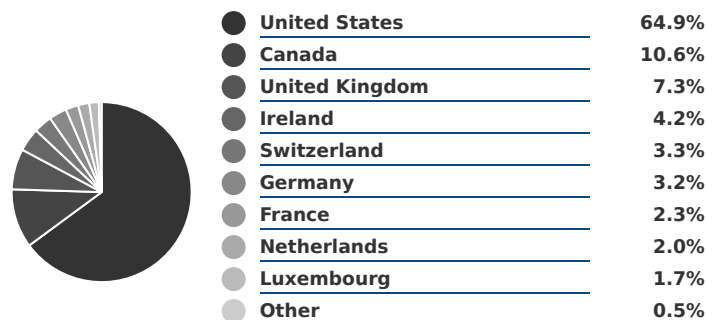 United States 64.9%
Canada 10.6%
United Kingdom 7.3%
Ireland 4.2%
Switzerland 3.3%
Germany 3.2%
France 2.3%
Netherlands 2.0%
Luxembourg 1.7%
Other 0.5%